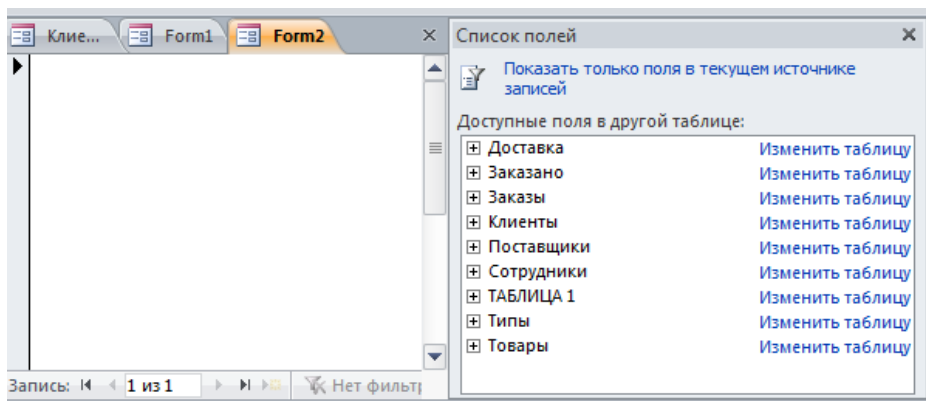 Клие...
Form1
Form2
Запись:
1 из 1
Нет фильт
Список полей
Показать только поля в текущем источнике
записей
Доступные поля в другой таблице:
Доставка Изменить таблицу
Заказано Изменить таблицу
Заказы Изменить таблицу
Клиенты Изменить таблицу
Поставщики Изменить таблицу
Сотрудники Изменить таблицу
ТАБЛИЦА 1 Изменить таблицу
Типы Изменить таблицу
Товары Изменить таблицу